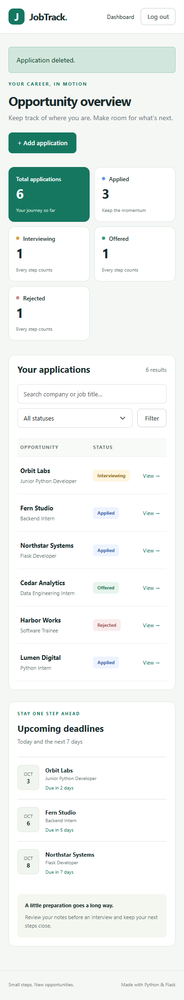 J JobTrack. Dashboard Log out
Application deleted.
YOUR CAREER, IN MOTION
Opportunity overview
Keep track of where you are. Make room for what’s next.
+ Add application
Total applications
6
Your journey so far
Applied
3
Keep the momentum
Interviewing
1
Every step counts
Offered
1
Every step counts
Rejected
1
Every step counts
Your applications 6 results
Search company or job title...
All statuses Filter
OPPORTUNITY STATUS
Orbit Labs
Junior Python Developer
Interviewing View →
Fern Studio
Backend Intern
Applied View →
Northstar Systems
Flask Developer
Applied View →
Cedar Analytics
Data Engineering Intern
Offered View →
Harbor Works
Software Trainee
Rejected View →
Lumen Digital
Python Intern
Applied View →
STAY ONE STEP AHEAD
Upcoming deadlines
Today and the next 7 days
OCT
3
Orbit Labs
Junior Python Developer
Due in 2 days
OCT
6
Fern Studio
Backend Intern
Due in 5 days
OCT
8
Northstar Systems
Flask Developer
Due in 7 days
A little preparation goes a long way.
Review your notes before an interview and keep your next
steps close.
Small steps. New opportunities. Made with Python & Flask